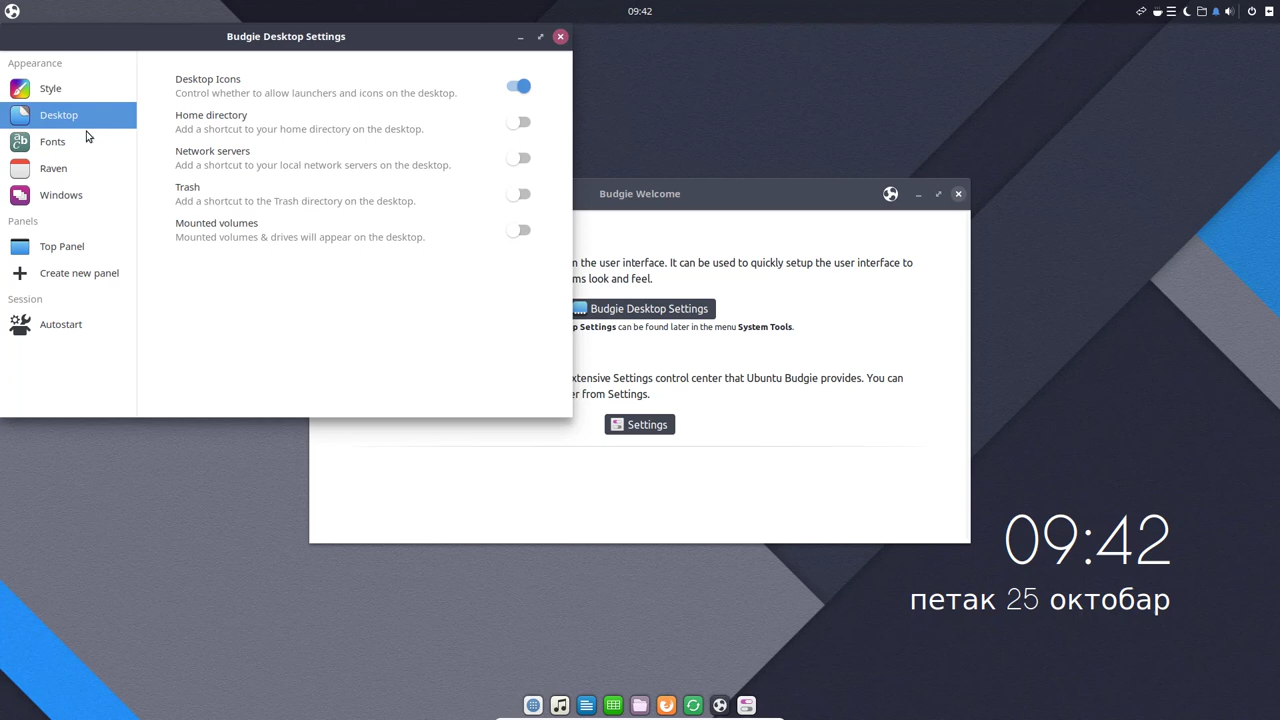 09:42
Budgie Desktop Settings
Appearance
Style
Desktop
Fonts
Raven
Windows
Panels
Top Panel
Create new panel
Session
Autostart
Desktop Icons
Control whether to allow launchers and icons on the desktop.
Home directory
Add a shortcut to your home directory on the desktop.
Network servers
Add a shortcut to your local network servers on the desktop.
Trash
Add a shortcut to the Trash directory on the desktop.
Mounted volumes
Mounted volumes & drives will appear on the desktop.
Budgie Welcome
the user interface. It can be used to quickly setup the user interface to
look and feel.
Budgie Desktop Settings
Settings can be found later in the menu System Tools.
Settings control center that Ubuntu Budgie provides. You can
from Settings.
Settings
09:42
петак 25 октобар